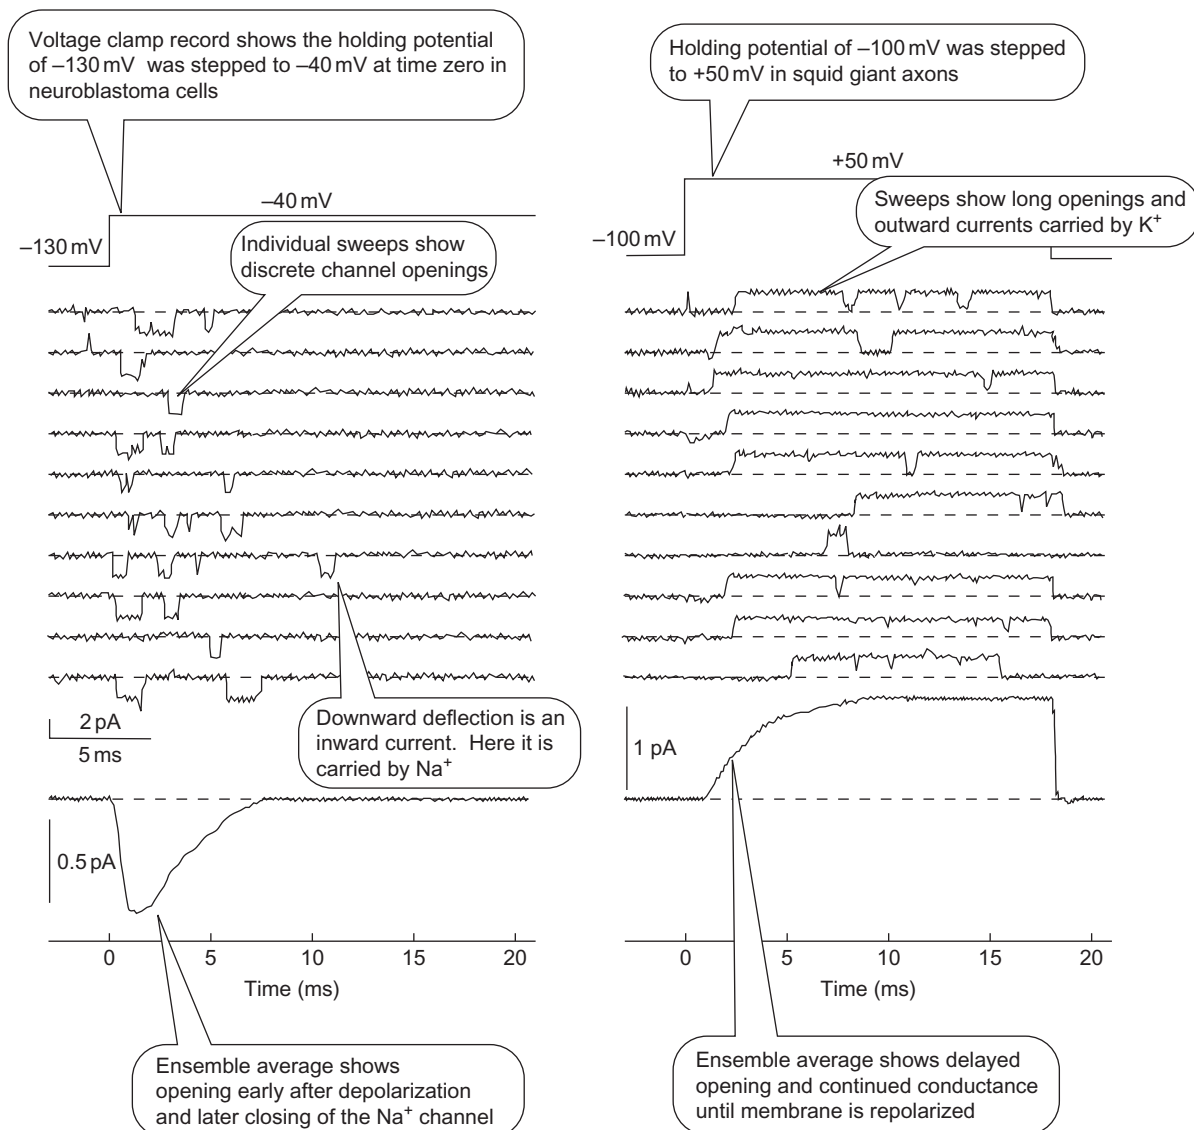 Voltage clamp record shows the holding potential
of –130 mV was stepped to –40 mV at time zero in
neuroblastoma cells
–40 mV
–130 mV
Individual sweeps show
discrete channel openings
Downward deflection is an
inward current. Here it is
carried by Na⁺
2 pA
5 ms
0.5 pA
0 5 10 15 20
Time (ms)
Ensemble average shows
opening early after depolarization
and later closing of the Na⁺ channel
Holding potential of –100 mV was stepped
to +50 mV in squid giant axons
+50 mV
–100 mV
Sweeps show long openings and
outward currents carried by K⁺
1 pA
0 5 10 15 20
Time (ms)
Ensemble average shows delayed
opening and continued conductance
until membrane is repolarized